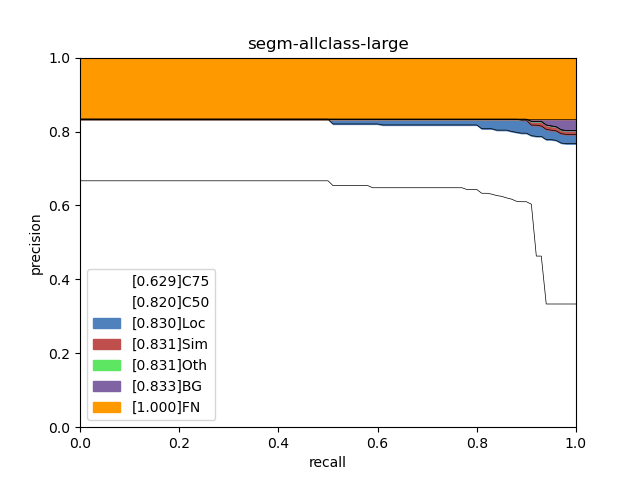 segm-allclass-large
1.0
0.8
0.6
0.4
0.2
0.0
precision
[0.629]C75
[0.820]C50
[0.830]Loc
[0.831]Sim
[0.831]Oth
[0.833]BG
[1.000]FN
0.0 0.2 0.4 0.6 0.8 1.0
recall